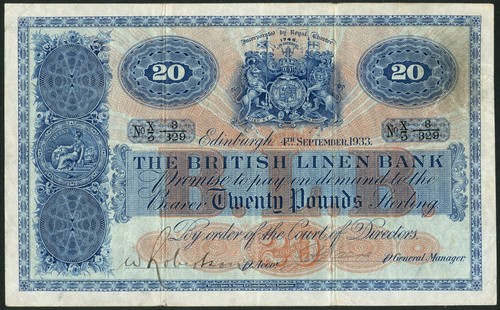 Incorporated by Royal Charter
1746.
20
20
No X/3 3/329
No X/3 3/329
Edinburgh 4TH SEPTEMBER, 1933.
THE BRITISH LINEN BANK
Promise to pay on demand to the
Bearer Twenty Pounds Sterling
By order of the Court of Directors
p General Manager